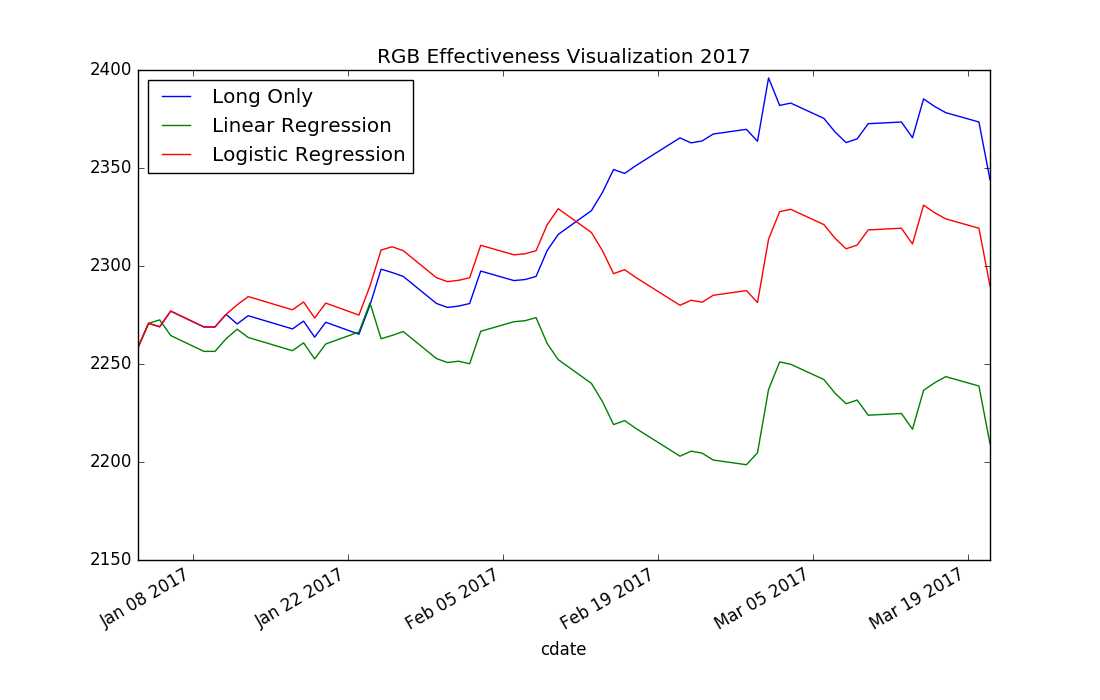 RGB Effectiveness Visualization 2017
Long Only
Linear Regression
Logistic Regression
2400
2350
2300
2250
2200
2150
Jan 08 2017
Jan 22 2017
Feb 05 2017
Feb 19 2017
Mar 05 2017
Mar 19 2017
cdate